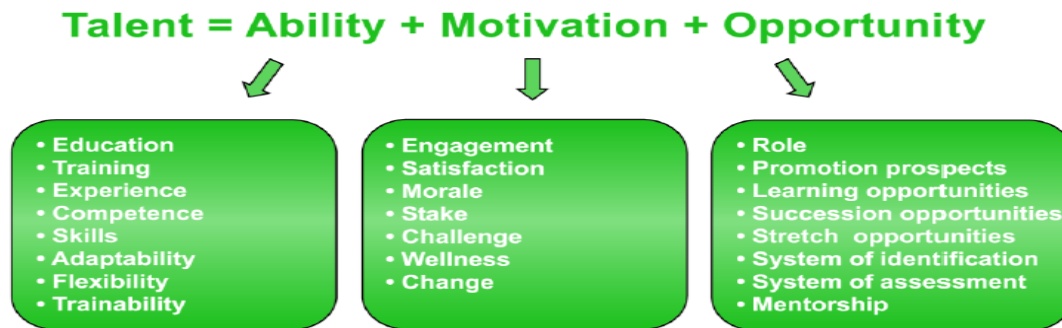 Talent = Ability + Motivation + Opportunity
• Education
• Training
• Experience
• Competence
• Skills
• Adaptability
• Flexibility
• Trainability
• Engagement
• Satisfaction
• Morale
• Stake
• Challenge
• Wellness
• Change
• Role
• Promotion prospects
• Learning opportunities
• Succession opportunities
• Stretch opportunities
• System of identification
• System of assessment
• Mentorship